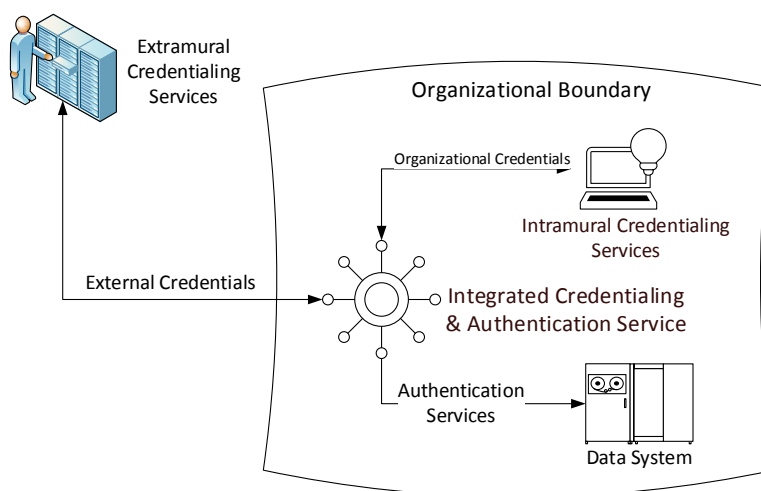 Extramural
Credentialing
Services
Organizational Boundary
Organizational Credentials
Intramural Credentialing
Services
External Credentials
Integrated Credentialing
& Authentication Service
Authentication
Services
Data System